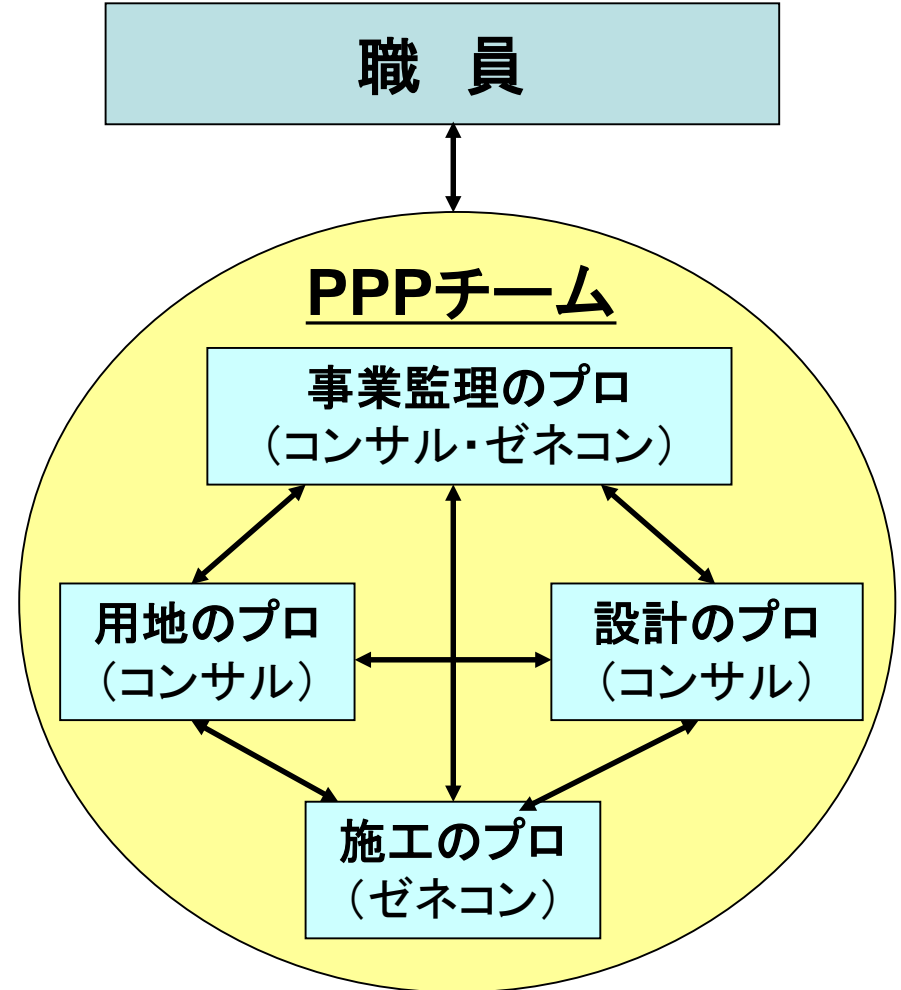 職　員
PPPチーム
事業監理のプロ
（コンサル・ゼネコン）
用地のプロ
（コンサル）
設計のプロ
（コンサル）
施工のプロ
（ゼネコン）